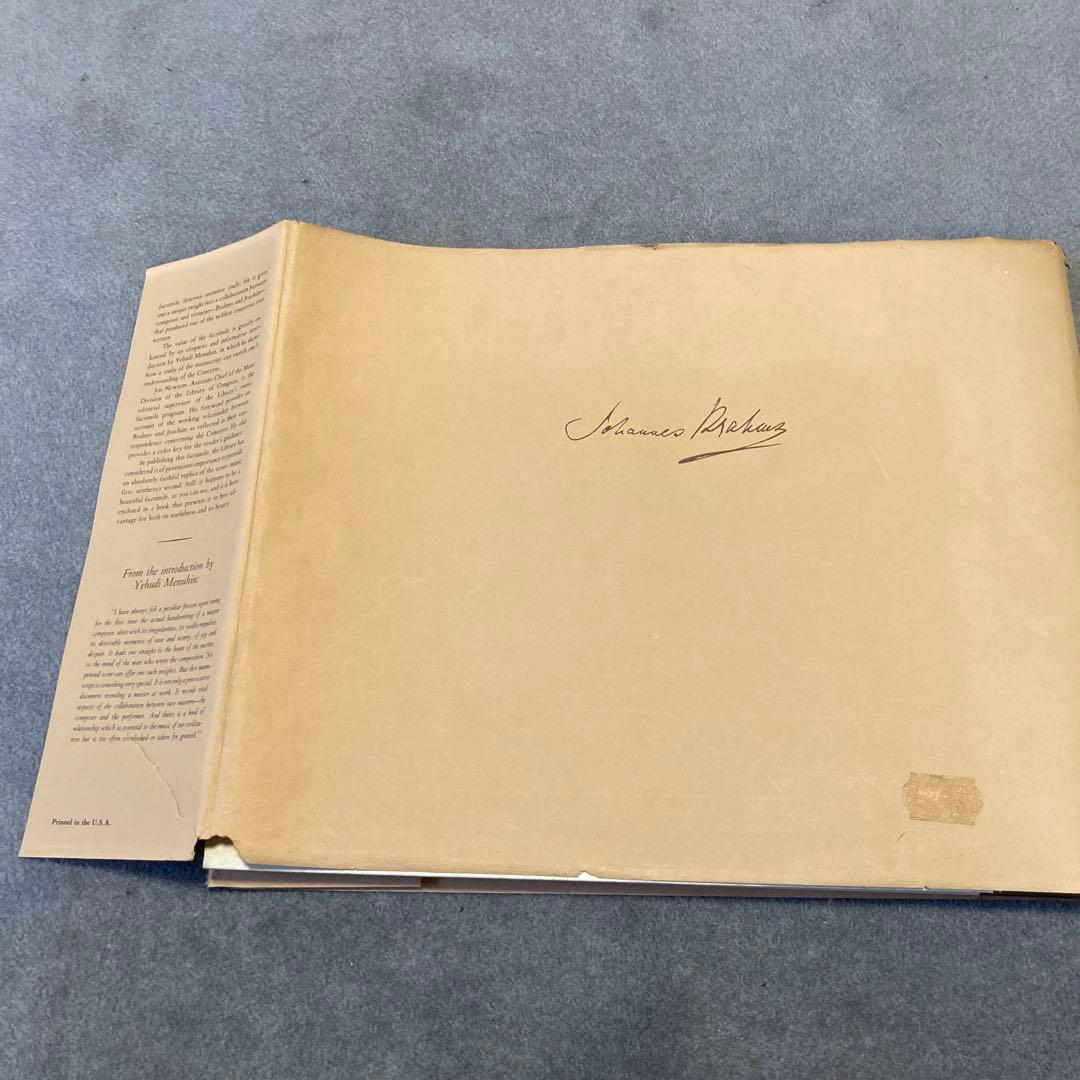 facsimile deserves intensive study, for it gives
one a unique insight into a collaboration between
composer and virtuoso—Brahms and Joachim—
that produced one of the noblest concertos ever
written.
The value of the facsimile is greatly en-
hanced by an eloquent and informative intro-
duction by Yehudi Menuhin, in which he shows
how a study of the manuscript can enrich one's
understanding of the Concerto.
Jon Newsom, Assistant Chief of the Music
Division of the Library of Congress, is the
editorial supervisor of the Library's music
facsimile program. His foreword provides an
account of the working relationship between
Brahms and Joachim as reflected in their cor-
respondence concerning the Concerto. He also
provides a color key for the reader's guidance.
In publishing this facsimile, the Library has
considered it of paramount importance to provide
an absolutely faithful replica of the score: music
first, aesthetics second. Still, it happens to be a
beautiful facsimile, as you can see, and it is here
enclosed in a book that presents it to best ad-
vantage for both its usefulness and its beauty.
From the introduction by
Yehudi Menuhin:
"I have always felt a peculiar frisson upon seeing
for the first time the actual handwriting of a master
composer, alive with its irregularities, its visible impulses,
its detectable moments of ease and worry, of joy and
despair. It leads one straight to the heart of the matter,
to the mind of the man who wrote the composition. No
printed score can offer one such insights. But this manu-
script is something very special. It is not only a provocative
document revealing a master at work. It records vital
aspects of the collaboration between two masters—the
composer and the performer. And theirs is a kind of
relationship which is essential to the music of our civiliza-
tion but is too often overlooked or taken for granted."
Printed in the U.S.A.
Johannes Brahms